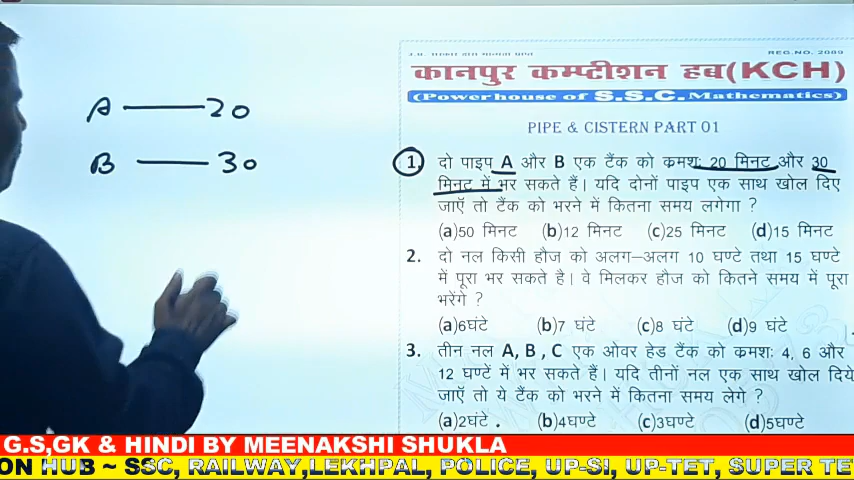 REG.NO. 2089
कानपुर कम्प्टीशन हब(KCH)
(Powerhouse of S.S.C. Mathematics)
PIPE & CISTERN PART 01
A — 20
B — 30
1. दो पाइप A और B एक टैंक को क्रमशः 20 मिनट और 30
मिनट में भर सकते हैं। यदि दोनों पाइप एक साथ खोल दिए
जाएँ तो टैंक को भरने में कितना समय लगेगा ?
(a)50 मिनट (b)12 मिनट (c)25 मिनट (d)15 मिनट
2. दो नल किसी हौज को अलग–अलग 10 घण्टे तथा 15 घण्टे
में पूरा भर सकते है। वे मिलकर हौज को कितने समय में पूरा
भरेंगे ?
(a)6घंटे (b)7 घंटे (c)8 घंटे (d)9 घंटे
3. तीन नल A, B , C एक ओवर हेड टैंक को क्रमशः 4, 6 और
12 घण्टों में भर सकते हैं। यदि तीनों नल एक साथ खोल दिये
जाऐं तो ये टैंक को भरने में कितना समय लेगे ?
(a)2घंटे . (b)4घण्टे (c)3घण्टे (d)5घण्टे
G.S,GK & HINDI BY MEENAKSHI SHUKLA
ON HUB ~ SSC, RAILWAY,LEKHPAL, POLICE, UP-SI, UP-TET, SUPER TE